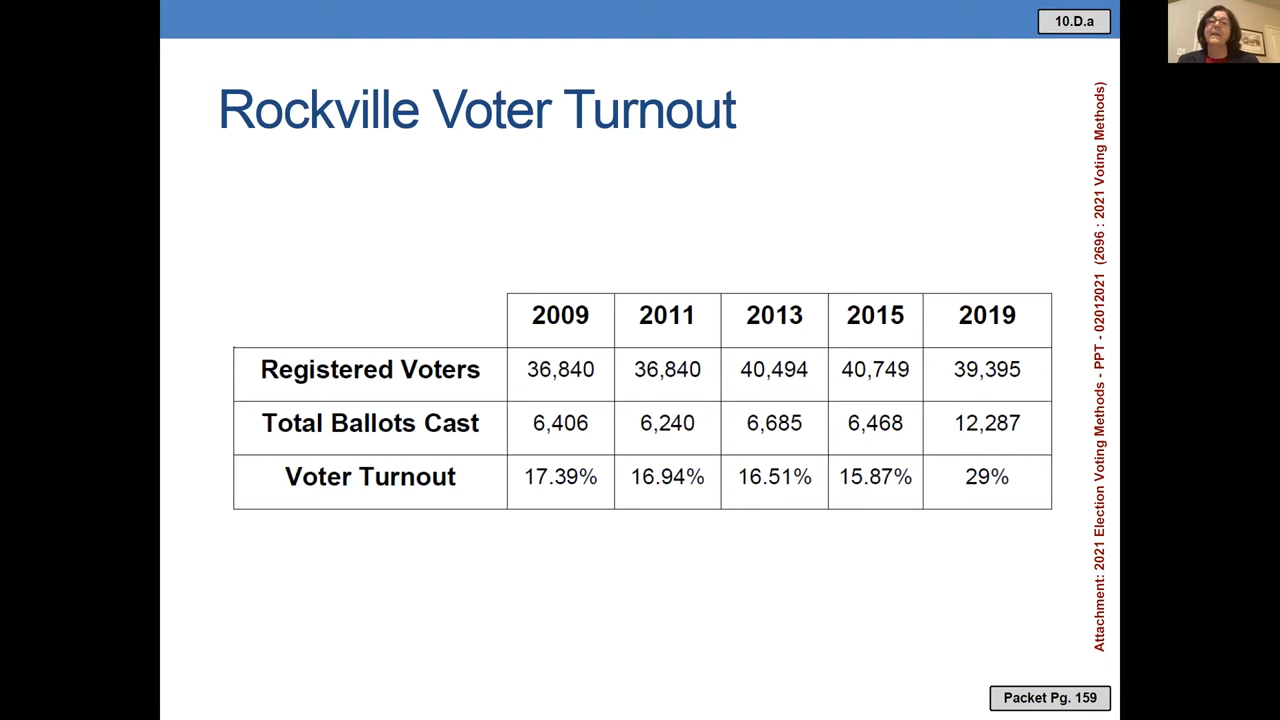 10.D.a
Rockville Voter Turnout
2009 2011 2013 2015 2019
Registered Voters 36,840 36,840 40,494 40,749 39,395
Total Ballots Cast 6,406 6,240 6,685 6,468 12,287
Voter Turnout 17.39% 16.94% 16.51% 15.87% 29%
Attachment: 2021 Election Voting Methods - PPT - 02012021 (2696 : 2021 Voting Methods)
Packet Pg. 159